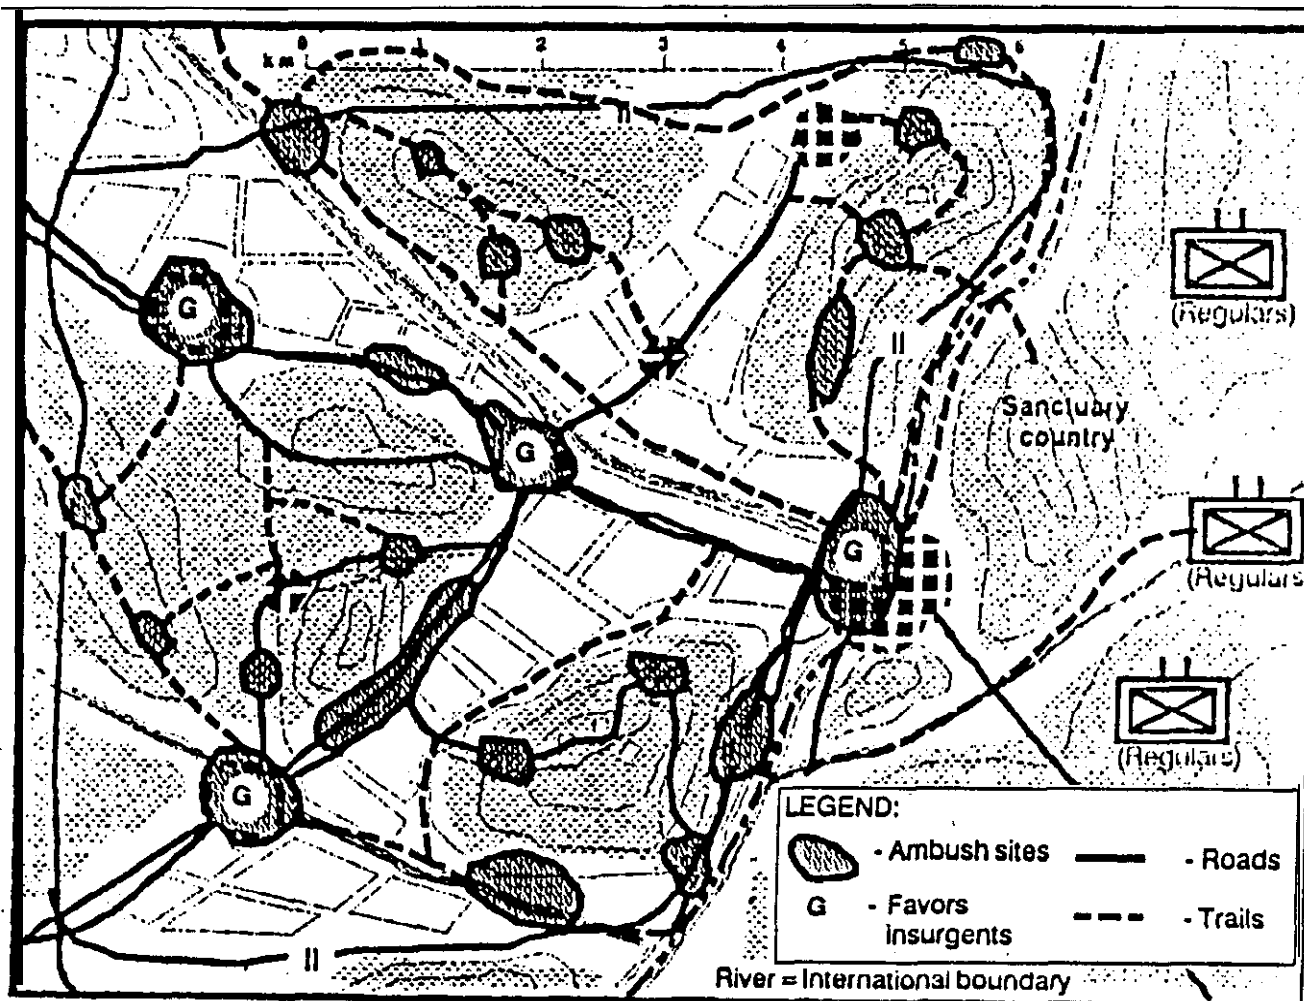 0 1 2 3 4 5 6
k m
II
(Regulars)
G
II
Sanctuary
country
G
G
(Regulars
(Regulars)
G
LEGEND:
- Ambush sites
- Roads
G - Favors
insurgents
- Trails
II
River = International boundary